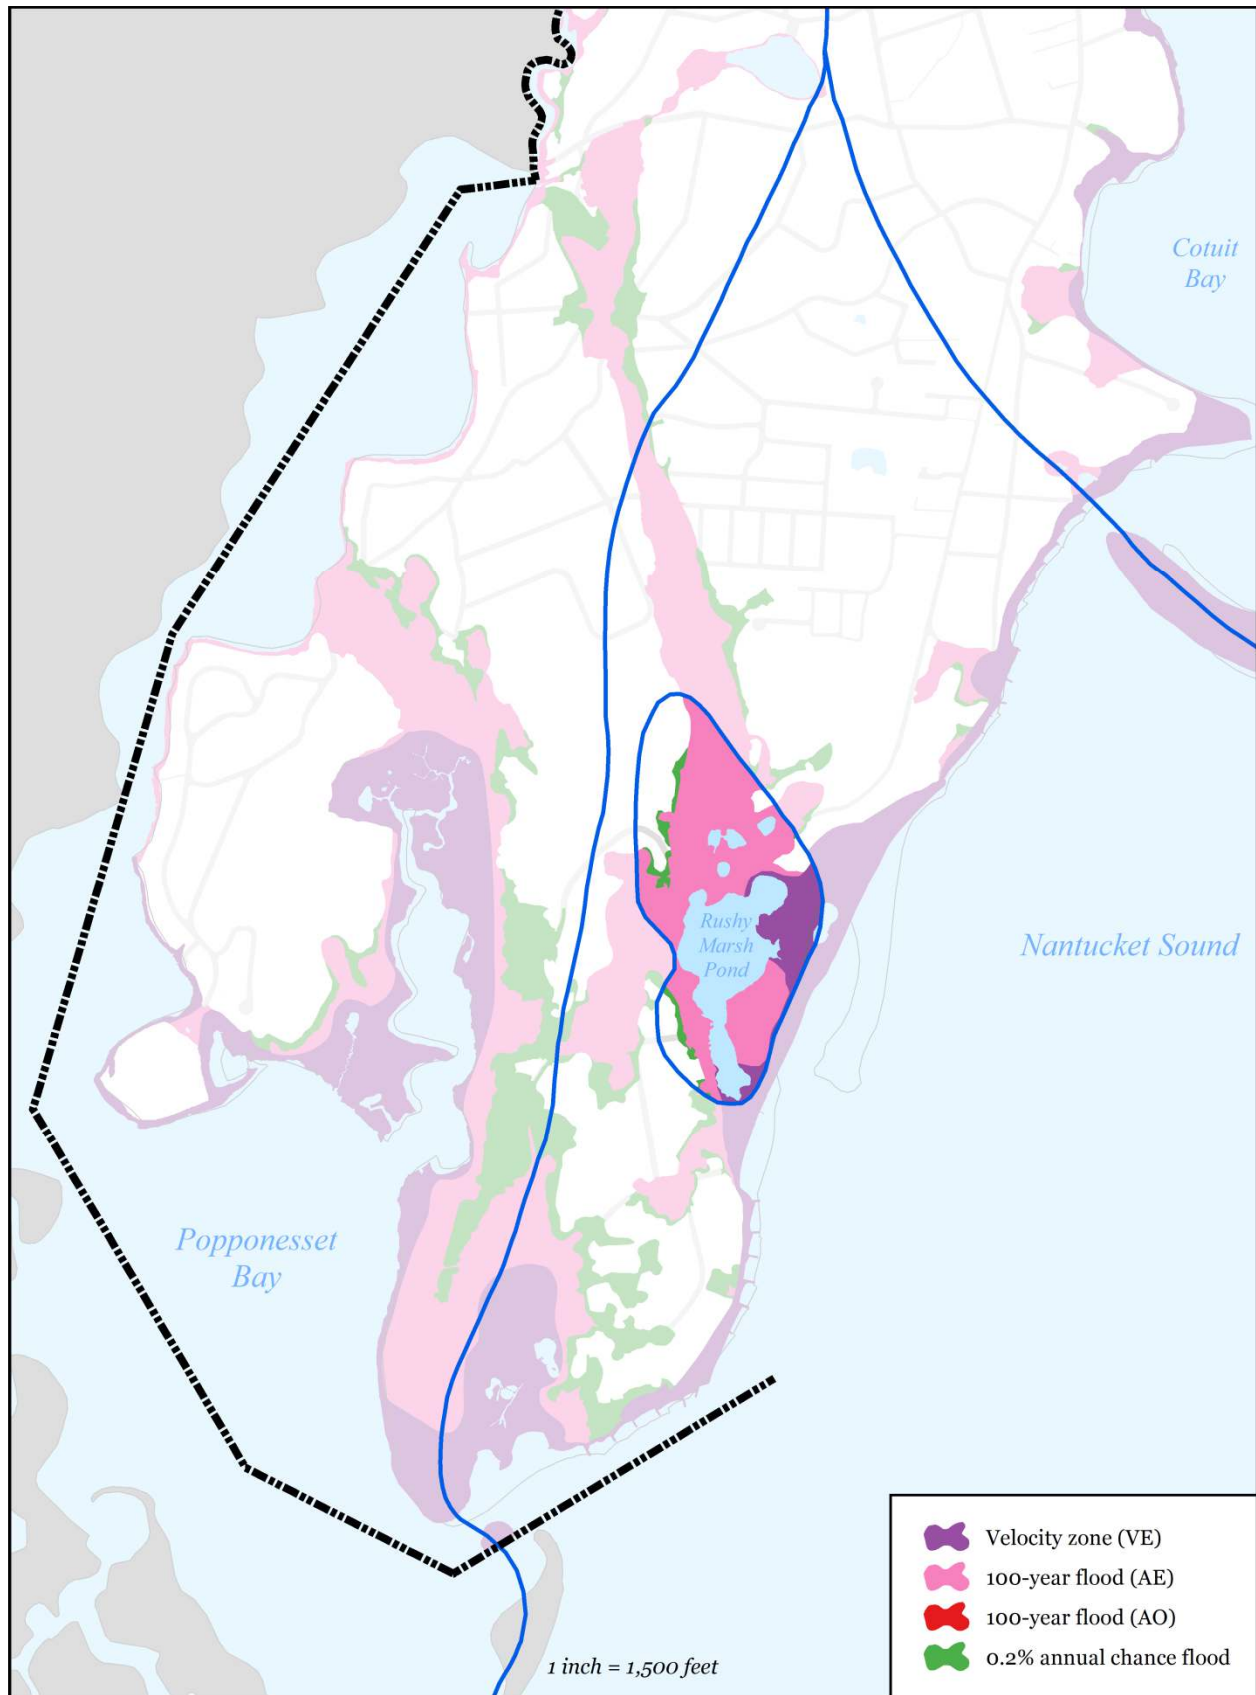 Cotuit
Bay
Rushy
Marsh
Pond
Nantucket Sound
Popponesset
Bay
Velocity zone (VE)
100-year flood (AE)
100-year flood (AO)
0.2% annual chance flood
1 inch = 1,500 feet